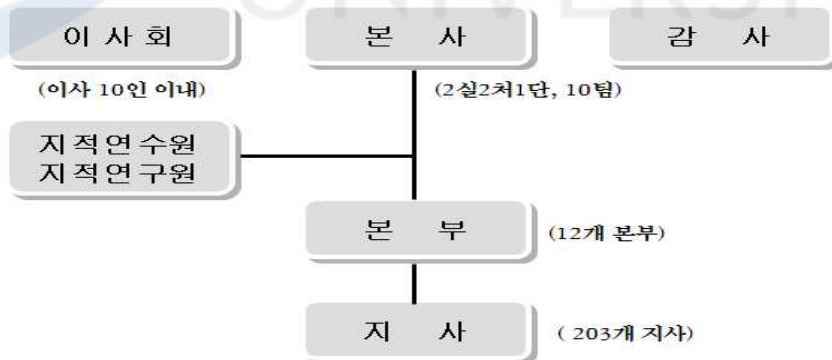 UNIVERSI
이 사 회
본 사
감 사
(이사 10인 이내)
(2실2처1단, 10팀)
지적연수원
지적연구원
본 부
(12개 본부)
지 사
( 203개 지사)